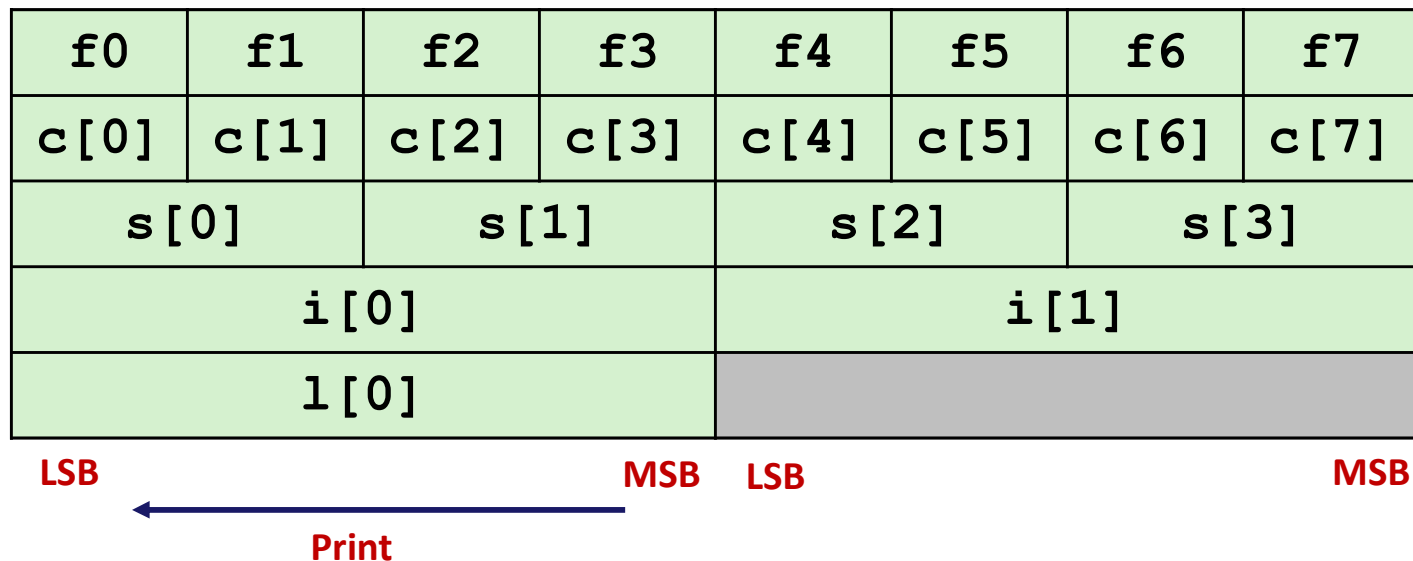 f0 f1 f2 f3 f4 f5 f6 f7
c[0] c[1] c[2] c[3] c[4] c[5] c[6] c[7]
s[0] s[1] s[2] s[3]
i[0] i[1]
l[0]
LSB MSB LSB MSB
Print